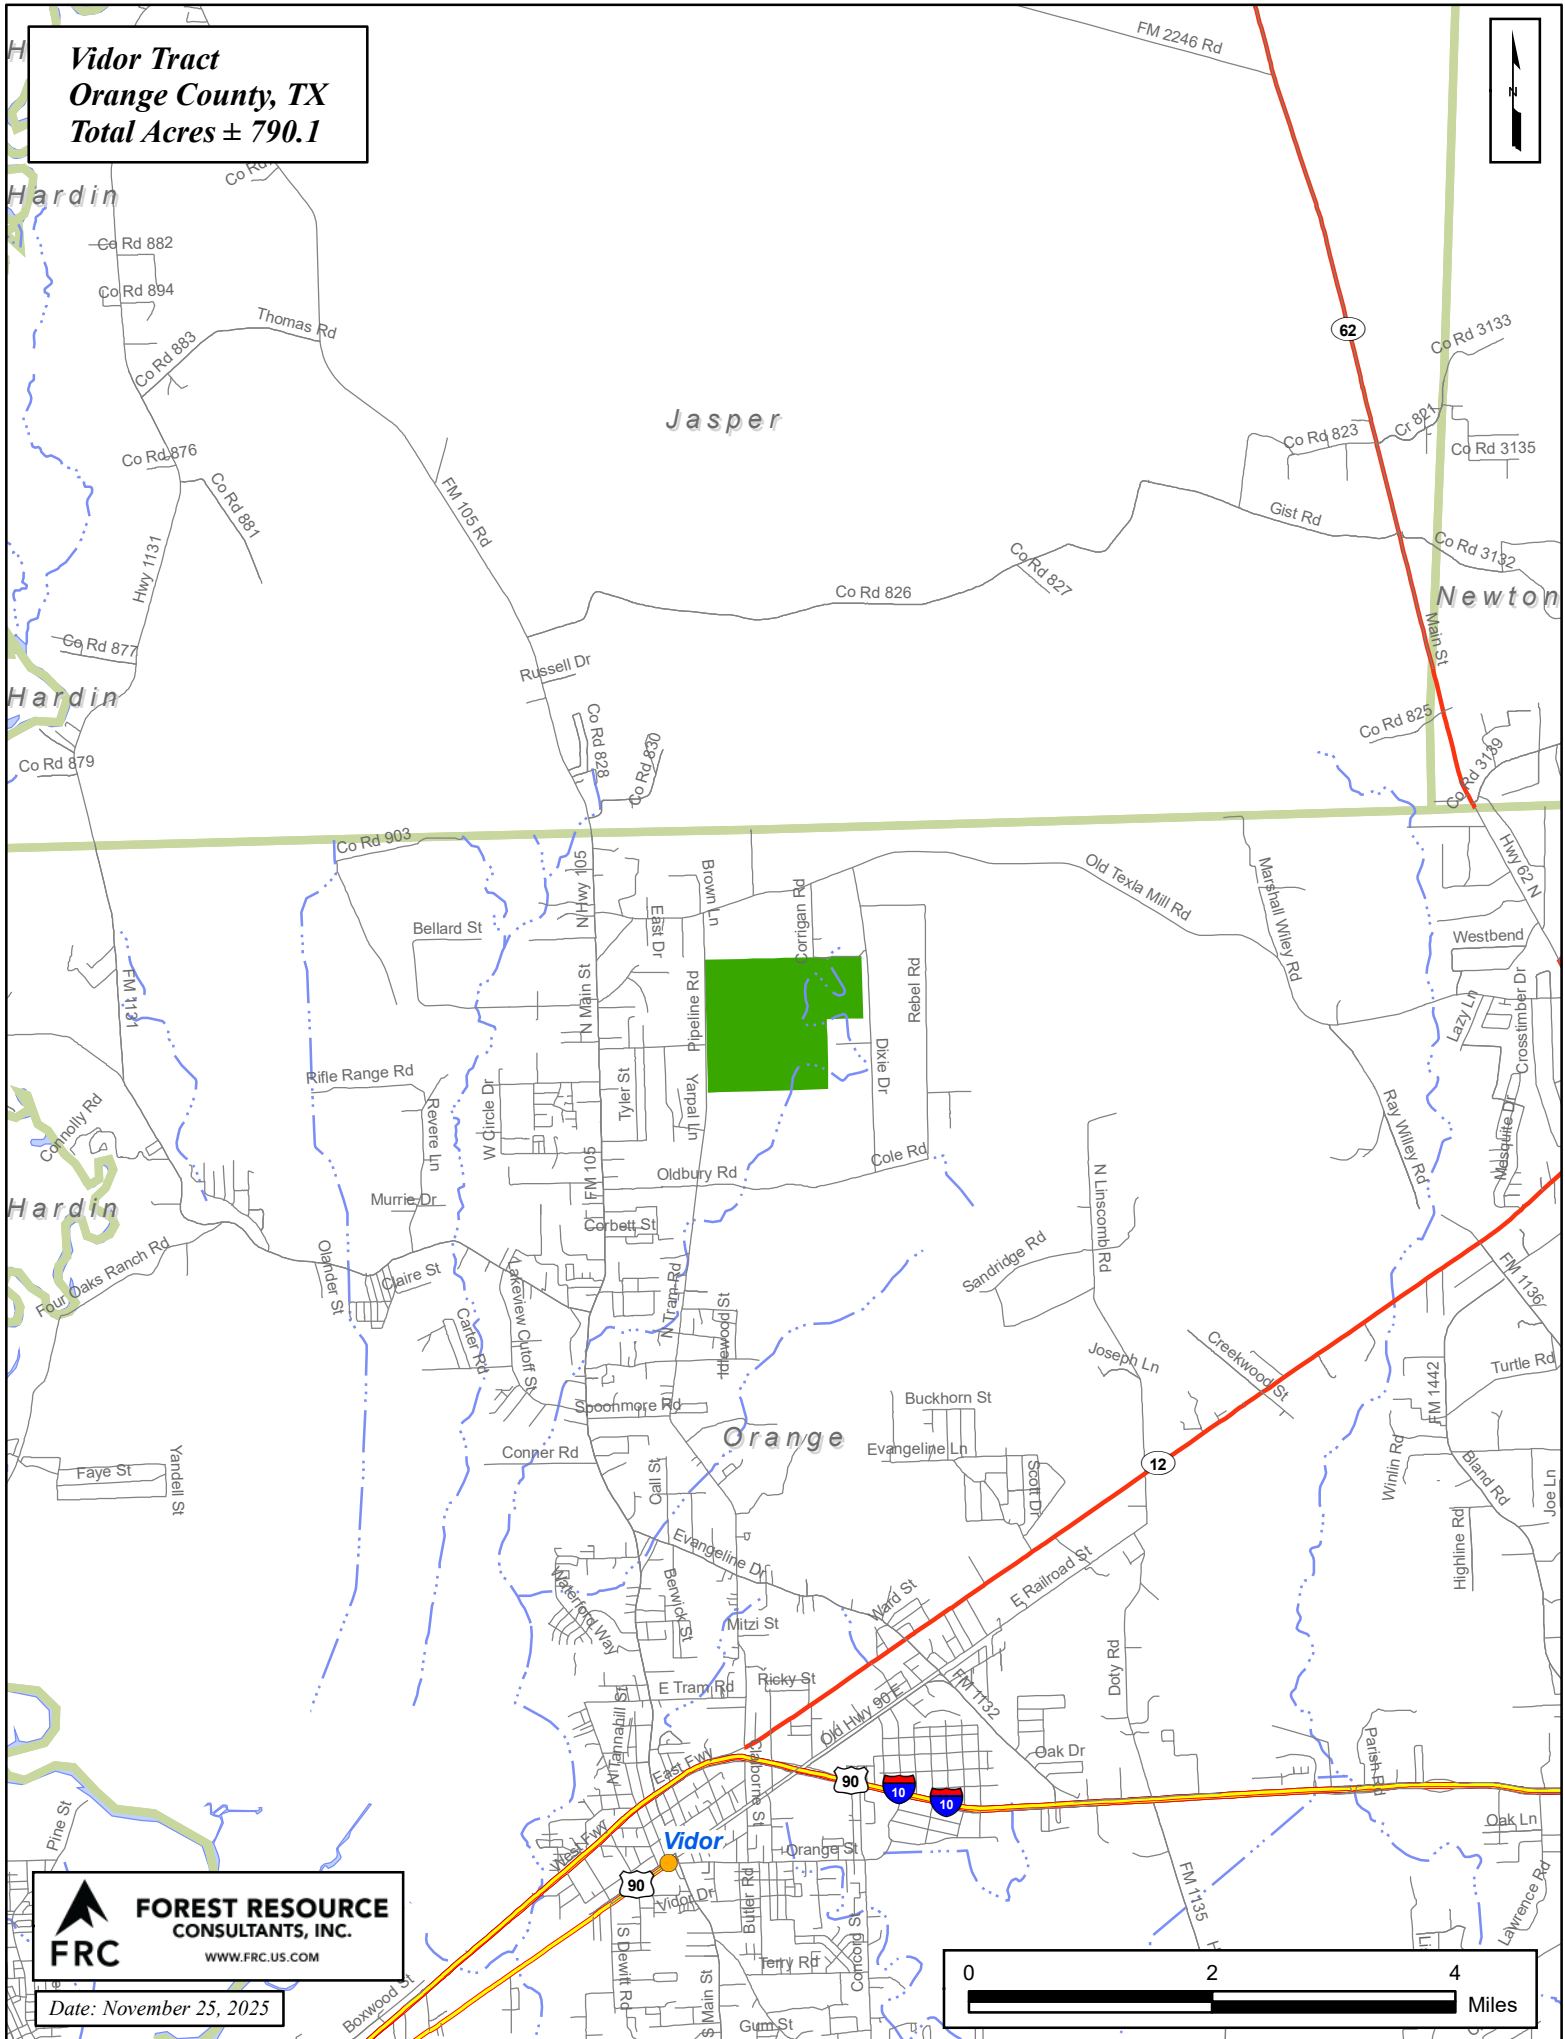 Vidor Tract
Orange County, TX
Total Acres ± 790.1
FM 2246 Rd
N
H
Co Rd
Hardin
Co Rd 882
Co Rd 894
Thomas Rd
Co Rd 883
62
Co Rd 3133
Jasper
Cr 821
Co Rd 823
Co Rd 3135
Co Rd 876
Co Rd 881
FM 105 Rd
Gist Rd
Co Rd 3132
Hwy 1131
Co Rd 827
Co Rd 826
Newton
Main St
Co Rd 877
Russell Dr
Hardin
Co Rd 828
Co Rd 830
Co Rd 825
Co Rd 879
Co Rd 3139
Co Rd 903
N Hwy 105
Brown Ln
Corrigan Rd
Old Texla Mill Rd
Marshall Wiley Rd
Hwy 62 N
Bellard St
East Dr
Westbend
FM 1131
N Main St
Pipeline Rd
Rebel Rd
Lazy Ln
Crosstimber Dr
Rifle Range Rd
Dixie Dr
Connolly Rd
Revere Ln
W Circle Dr
Tyler St
Yarpal Ln
Ray Willey Rd
Mesquite Dr
FM 105
Oldbury Rd
Cole Rd
Hardin
Murrie Dr
Corbett St
N Linscomb Rd
Four Oaks Ranch Rd
Olander St
Claire St
Lakeview Cutoff St
N Tram Rd
Sandridge Rd
FM 1136
Carter Rd
Idlewood St
Joseph Ln
Creekwood St
Turtle Rd
FM 1442
Spoonmore Rd
Buckhorn St
Orange
Conner Rd
Evangeline Ln
12
Faye St
Yandell St
Call St
Scott Dr
Winlin Rd
Bland Rd
Joe Ln
Highline Rd
Evangeline Dr
Waterford Way
Berwick St
Ward St
E Railroad St
Mitzi St
Doty Rd
E Tram Rd
Ricky St
FM 1132
N Tannahill St
Old Hwy 90 E
East Fwy
Claiborne St
Oak Dr
Parish Rd
90
10
10
Pine St
West Fwy
Vidor
Orange St
Oak Ln
90
Vidor Dr
Butler Rd
Concord St
FM 1135
Lawrence Rd
S Dewitt Rd
Terry Rd
S Main St
Boxwood St
Gum St
FRC
FOREST RESOURCE
CONSULTANTS, INC.
WWW.FRC.US.COM
Date: November 25, 2025
0 2 4
Miles